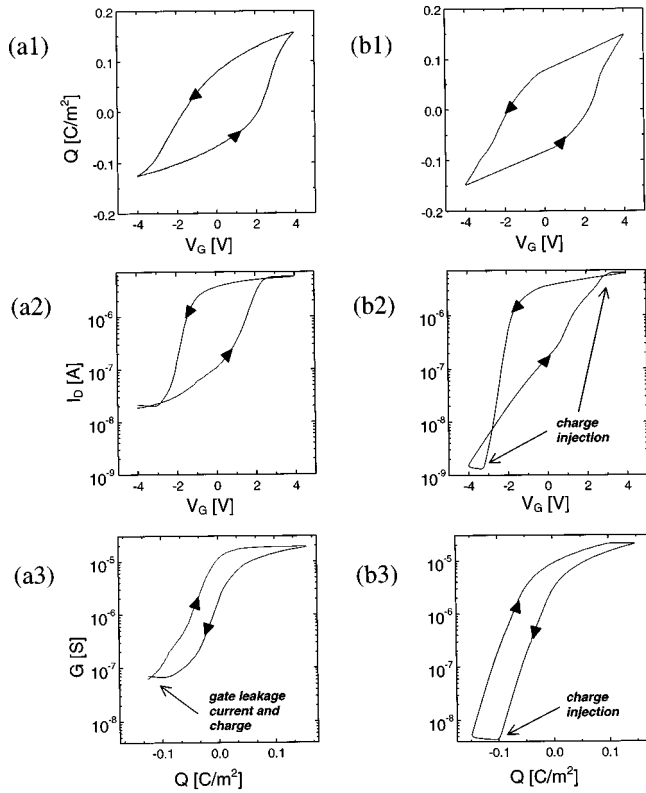 (a1)
0.2
0.1
0.0
-0.1
-0.2
Q [C/m²]
-4 -2 0 2 4
V_G [V]
(b1)
0.2
0.1
0.0
-0.1
-0.2
-4 -2 0 2 4
V_G [V]
(a2)
10⁻⁶
10⁻⁷
10⁻⁸
10⁻⁹
I_D [A]
-4 -2 0 2 4
V_G [V]
(b2)
10⁻⁶
10⁻⁷
10⁻⁸
10⁻⁹
charge
injection
-4 -2 0 2 4
V_G [V]
(a3)
10⁻⁵
10⁻⁶
10⁻⁷
10⁻⁸
G [S]
gate leakage
current and
charge
-0.1 0.0 0.1
Q [C/m²]
(b3)
10⁻⁵
10⁻⁶
10⁻⁷
10⁻⁸
charge
injection
-0.1 0.0 0.1
Q [C/m²]